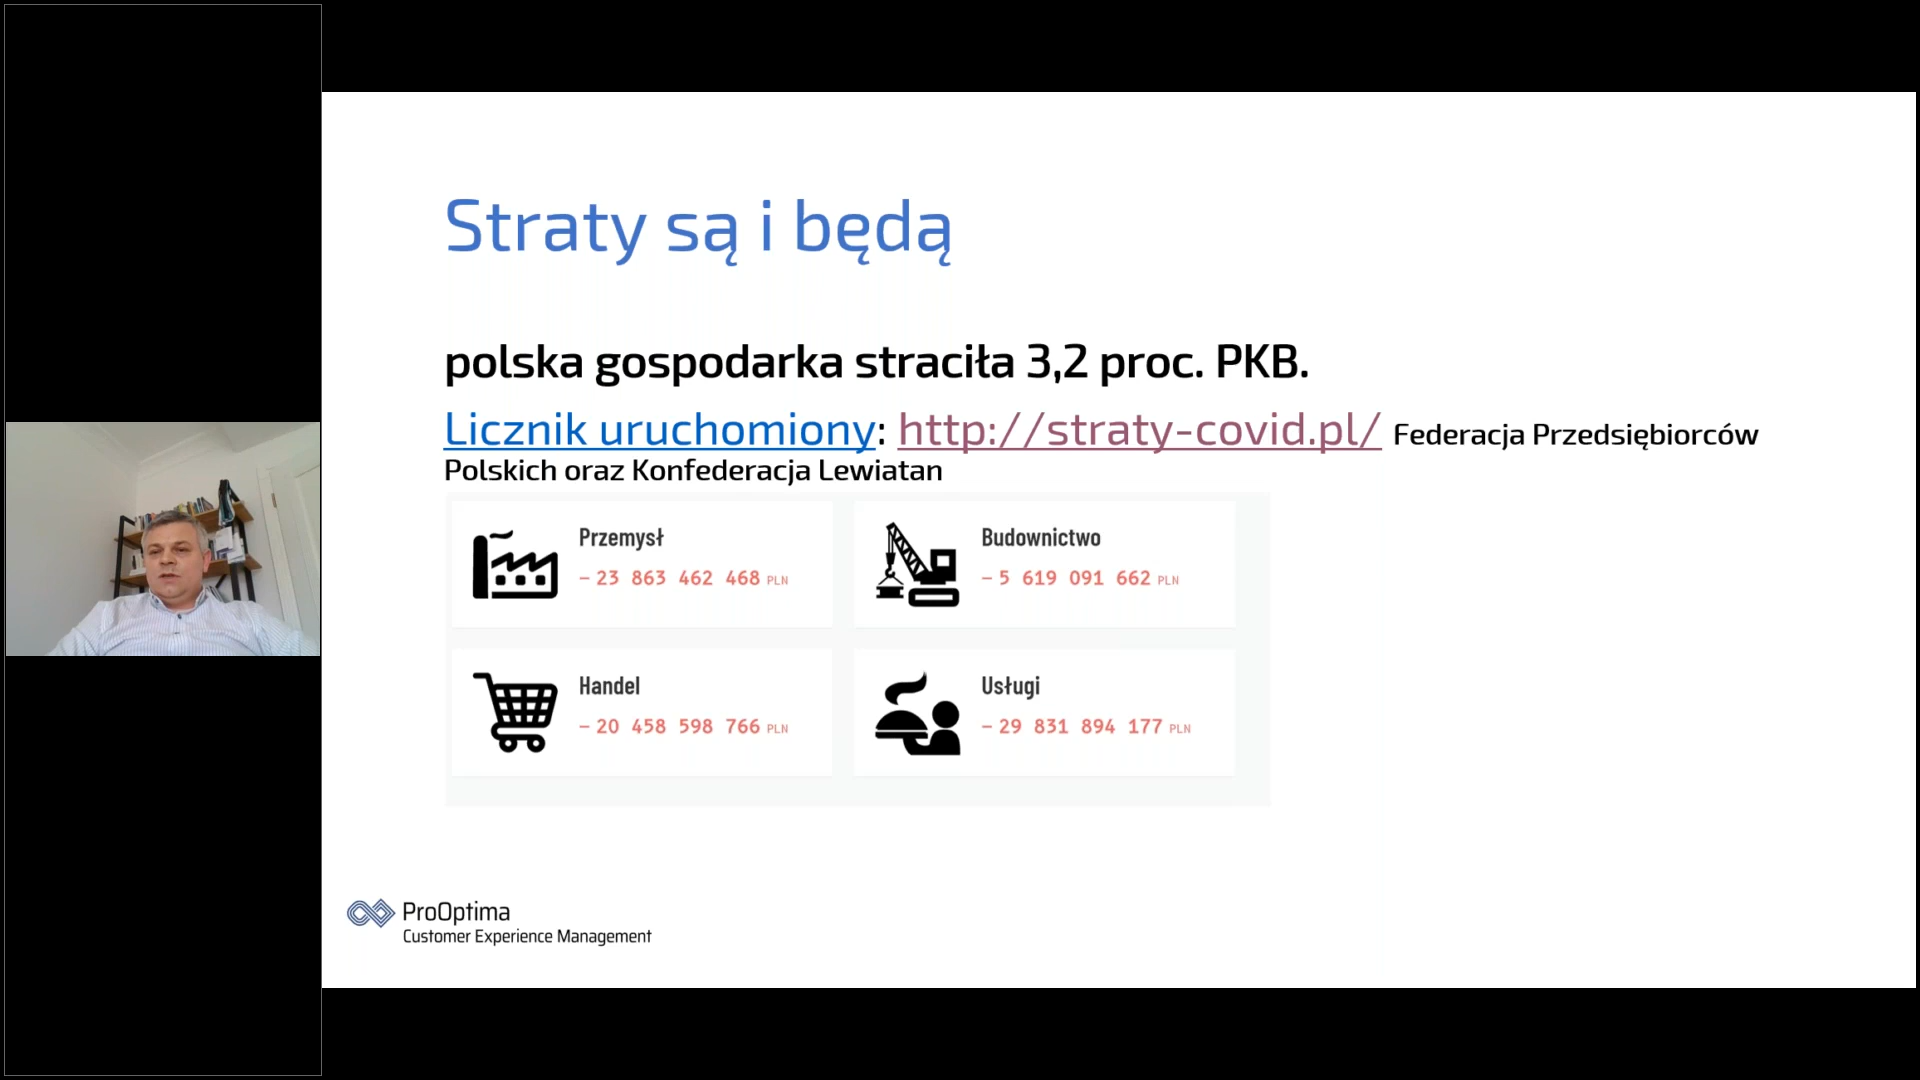 Straty są i będą
polska gospodarka straciła 3,2 proc. PKB.
Licznik uruchomiony: http://straty-covid.pl/ Federacja Przedsiębiorców
Polskich oraz Konfederacja Lewiatan
Przemysł
– 23 863 462 468 PLN
Budownictwo
– 5 619 091 662 PLN
Handel
– 20 458 598 766 PLN
Usługi
– 29 831 894 177 PLN
ProOptima
Customer Experience Management